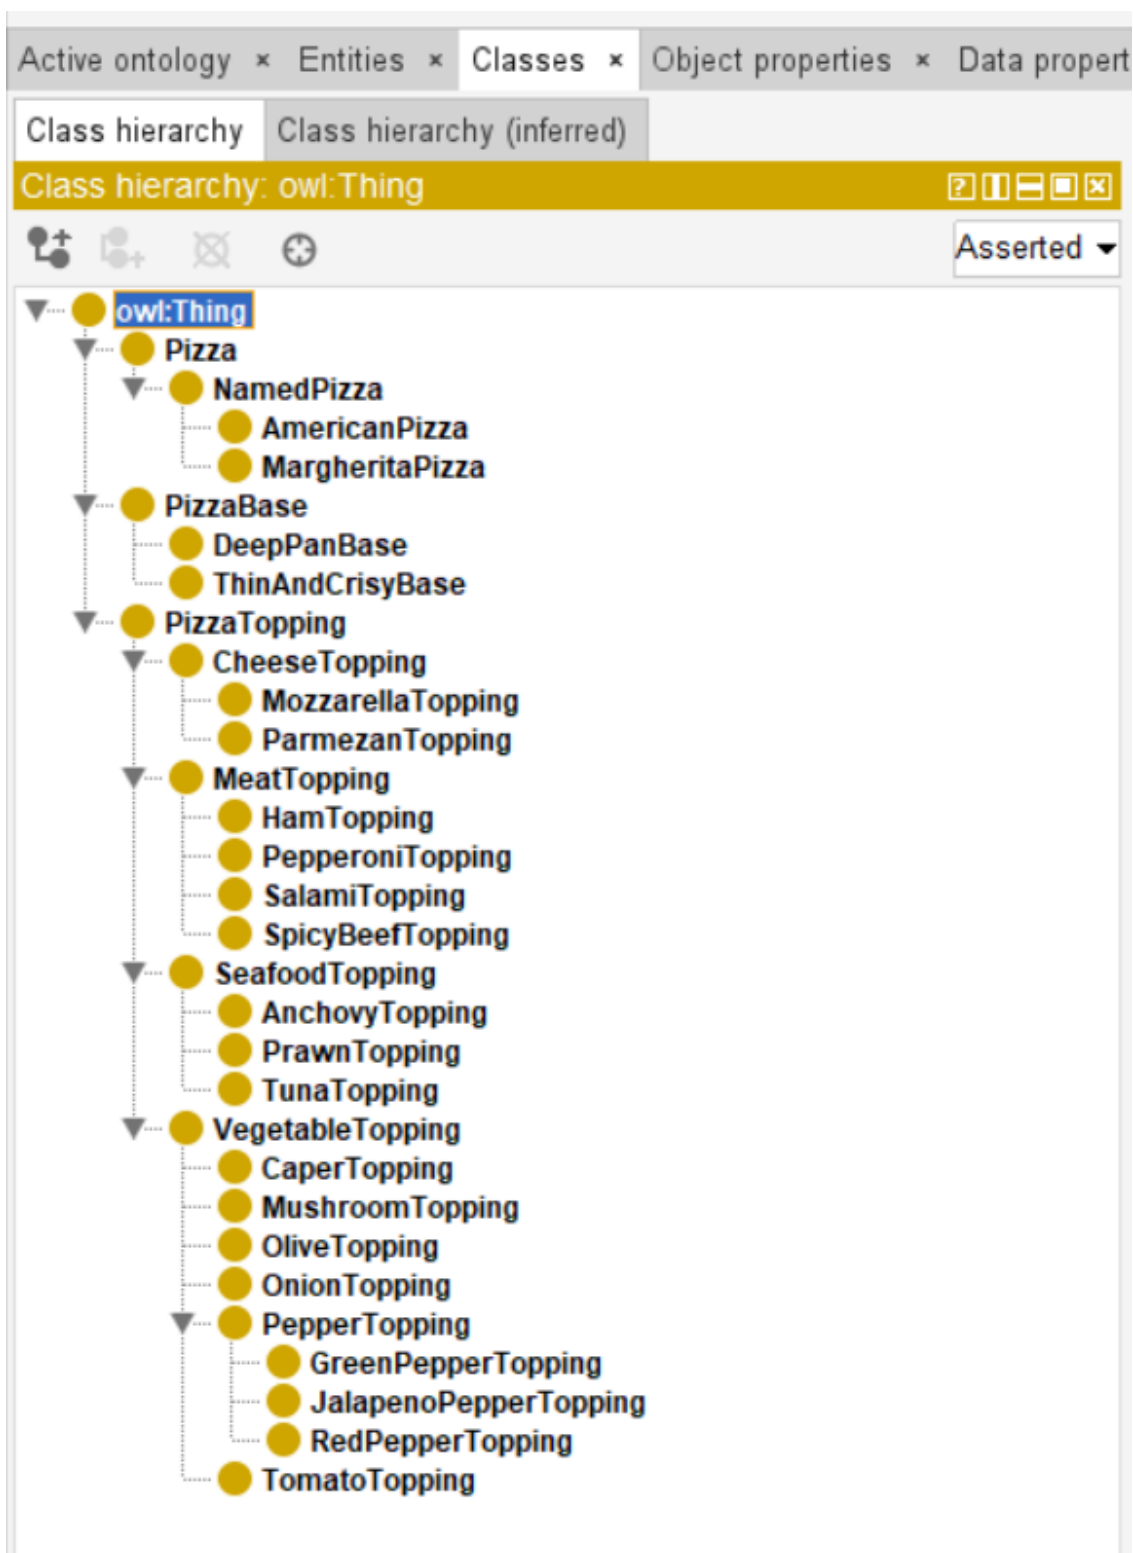 Active ontology × Entities × Classes × Object properties × Data propert
Class hierarchy Class hierarchy (inferred)
Class hierarchy: owl:Thing
Asserted
owl:Thing
Pizza
NamedPizza
AmericanPizza
MargheritaPizza
PizzaBase
DeepPanBase
ThinAndCrisyBase
PizzaTopping
CheeseTopping
MozzarellaTopping
ParmezanTopping
MeatTopping
HamTopping
PepperoniTopping
SalamiTopping
SpicyBeefTopping
SeafoodTopping
AnchovyTopping
PrawnTopping
TunaTopping
VegetableTopping
CaperTopping
MushroomTopping
OliveTopping
OnionTopping
PepperTopping
GreenPepperTopping
JalapenoPepperTopping
RedPepperTopping
TomatoTopping